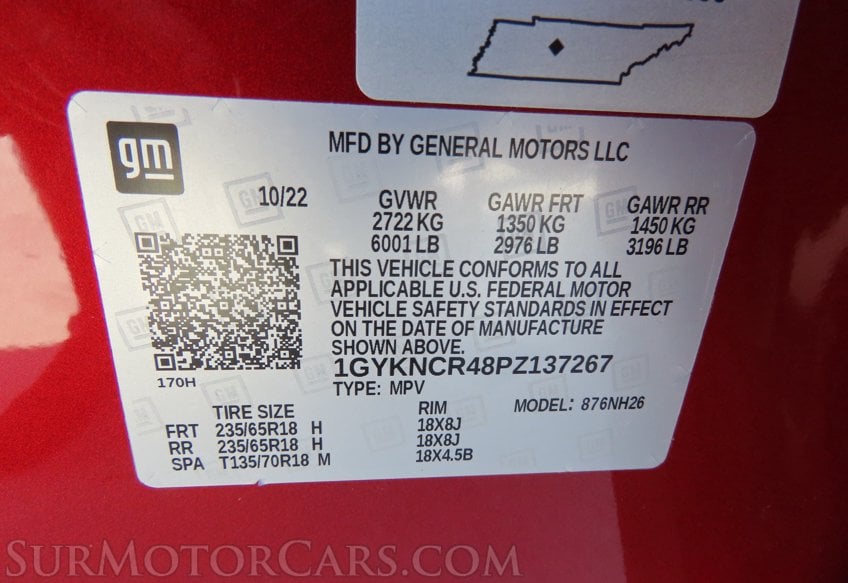 gm
MFD BY GENERAL MOTORS LLC
10/22 GVWR GAWR FRT GAWR RR
2722 KG 1350 KG 1450 KG
6001 LB 2976 LB 3196 LB
THIS VEHICLE CONFORMS TO ALL
APPLICABLE U.S. FEDERAL MOTOR
VEHICLE SAFETY STANDARDS IN EFFECT
ON THE DATE OF MANUFACTURE
SHOWN ABOVE.
170H
1GYKNCR48PZ137267
TYPE: MPV
MODEL: 876NH26
TIRE SIZE RIM
FRT 235/65R18 H 18X8J
RR 235/65R18 H 18X8J
SPA T135/70R18 M 18X4.5B
SURMOTORCARS.COM